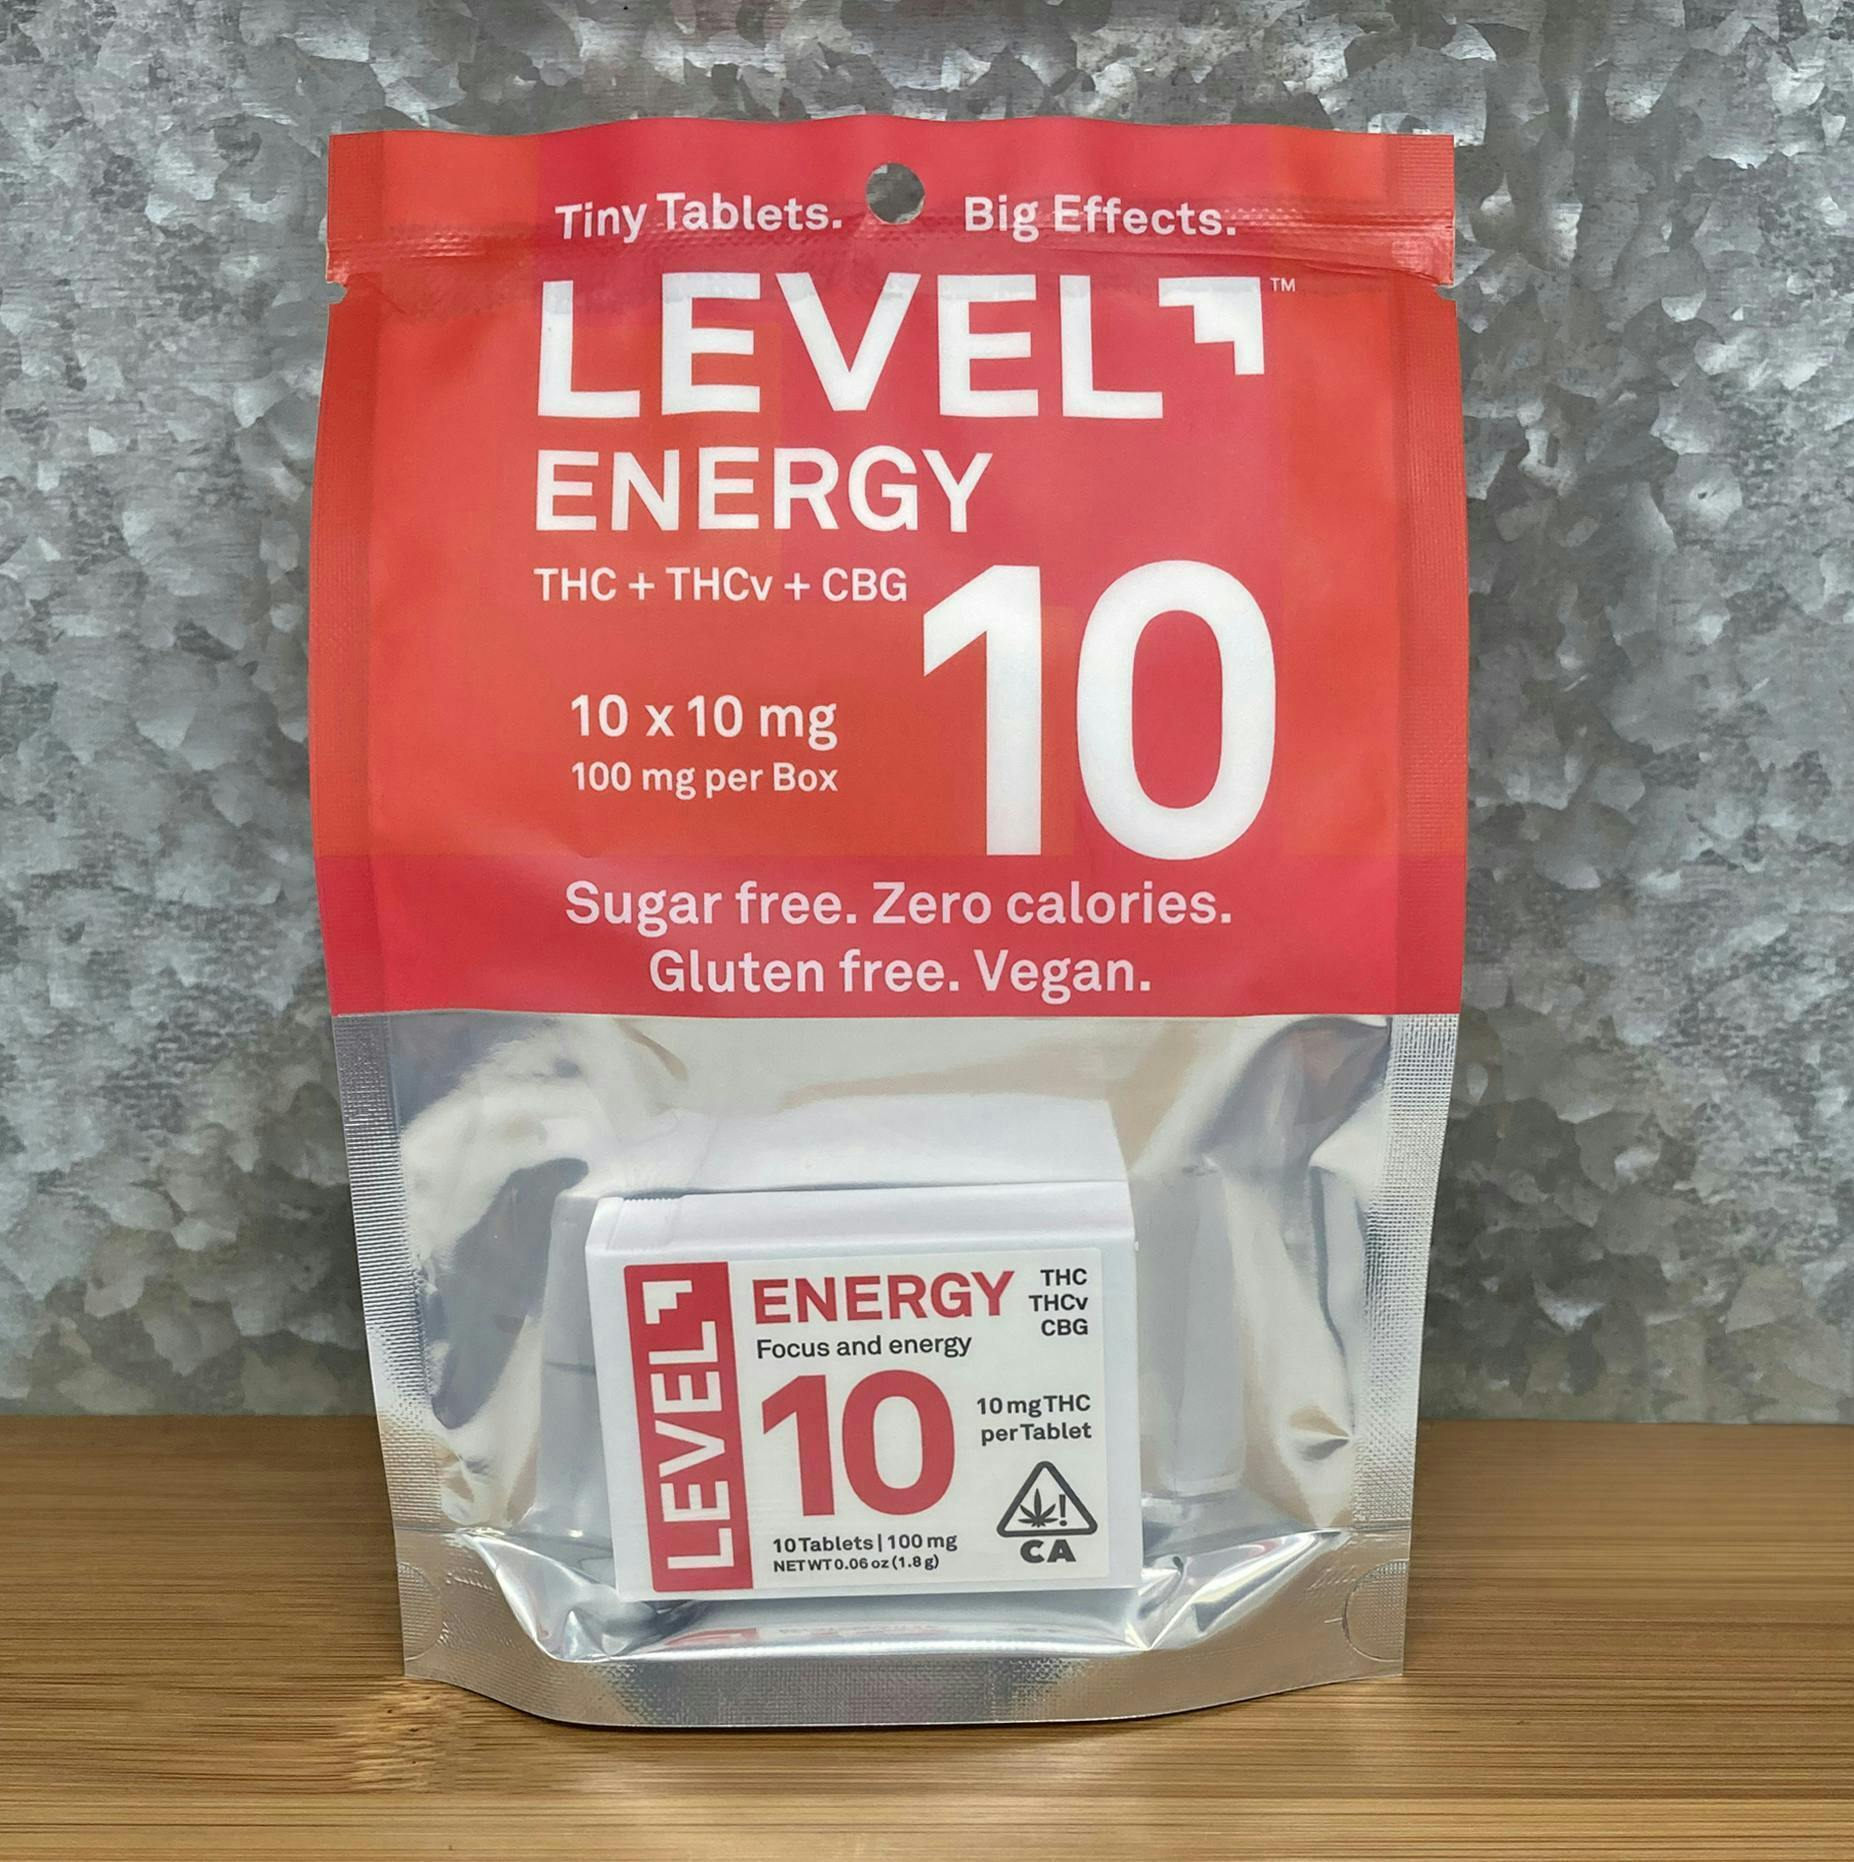 Tiny Tablets. Big Effects.
LEVEL™
ENERGY
THC + THCv + CBG
10
10 x 10 mg
100 mg per Box
Sugar free. Zero calories.
Gluten free. Vegan.
LEVEL
ENERGY
Focus and energy
THC
THCv
CBG
10
10 mg THC
per Tablet
10 Tablets | 100 mg
NET WT 0.06 oz (1.8 g)
!
CA